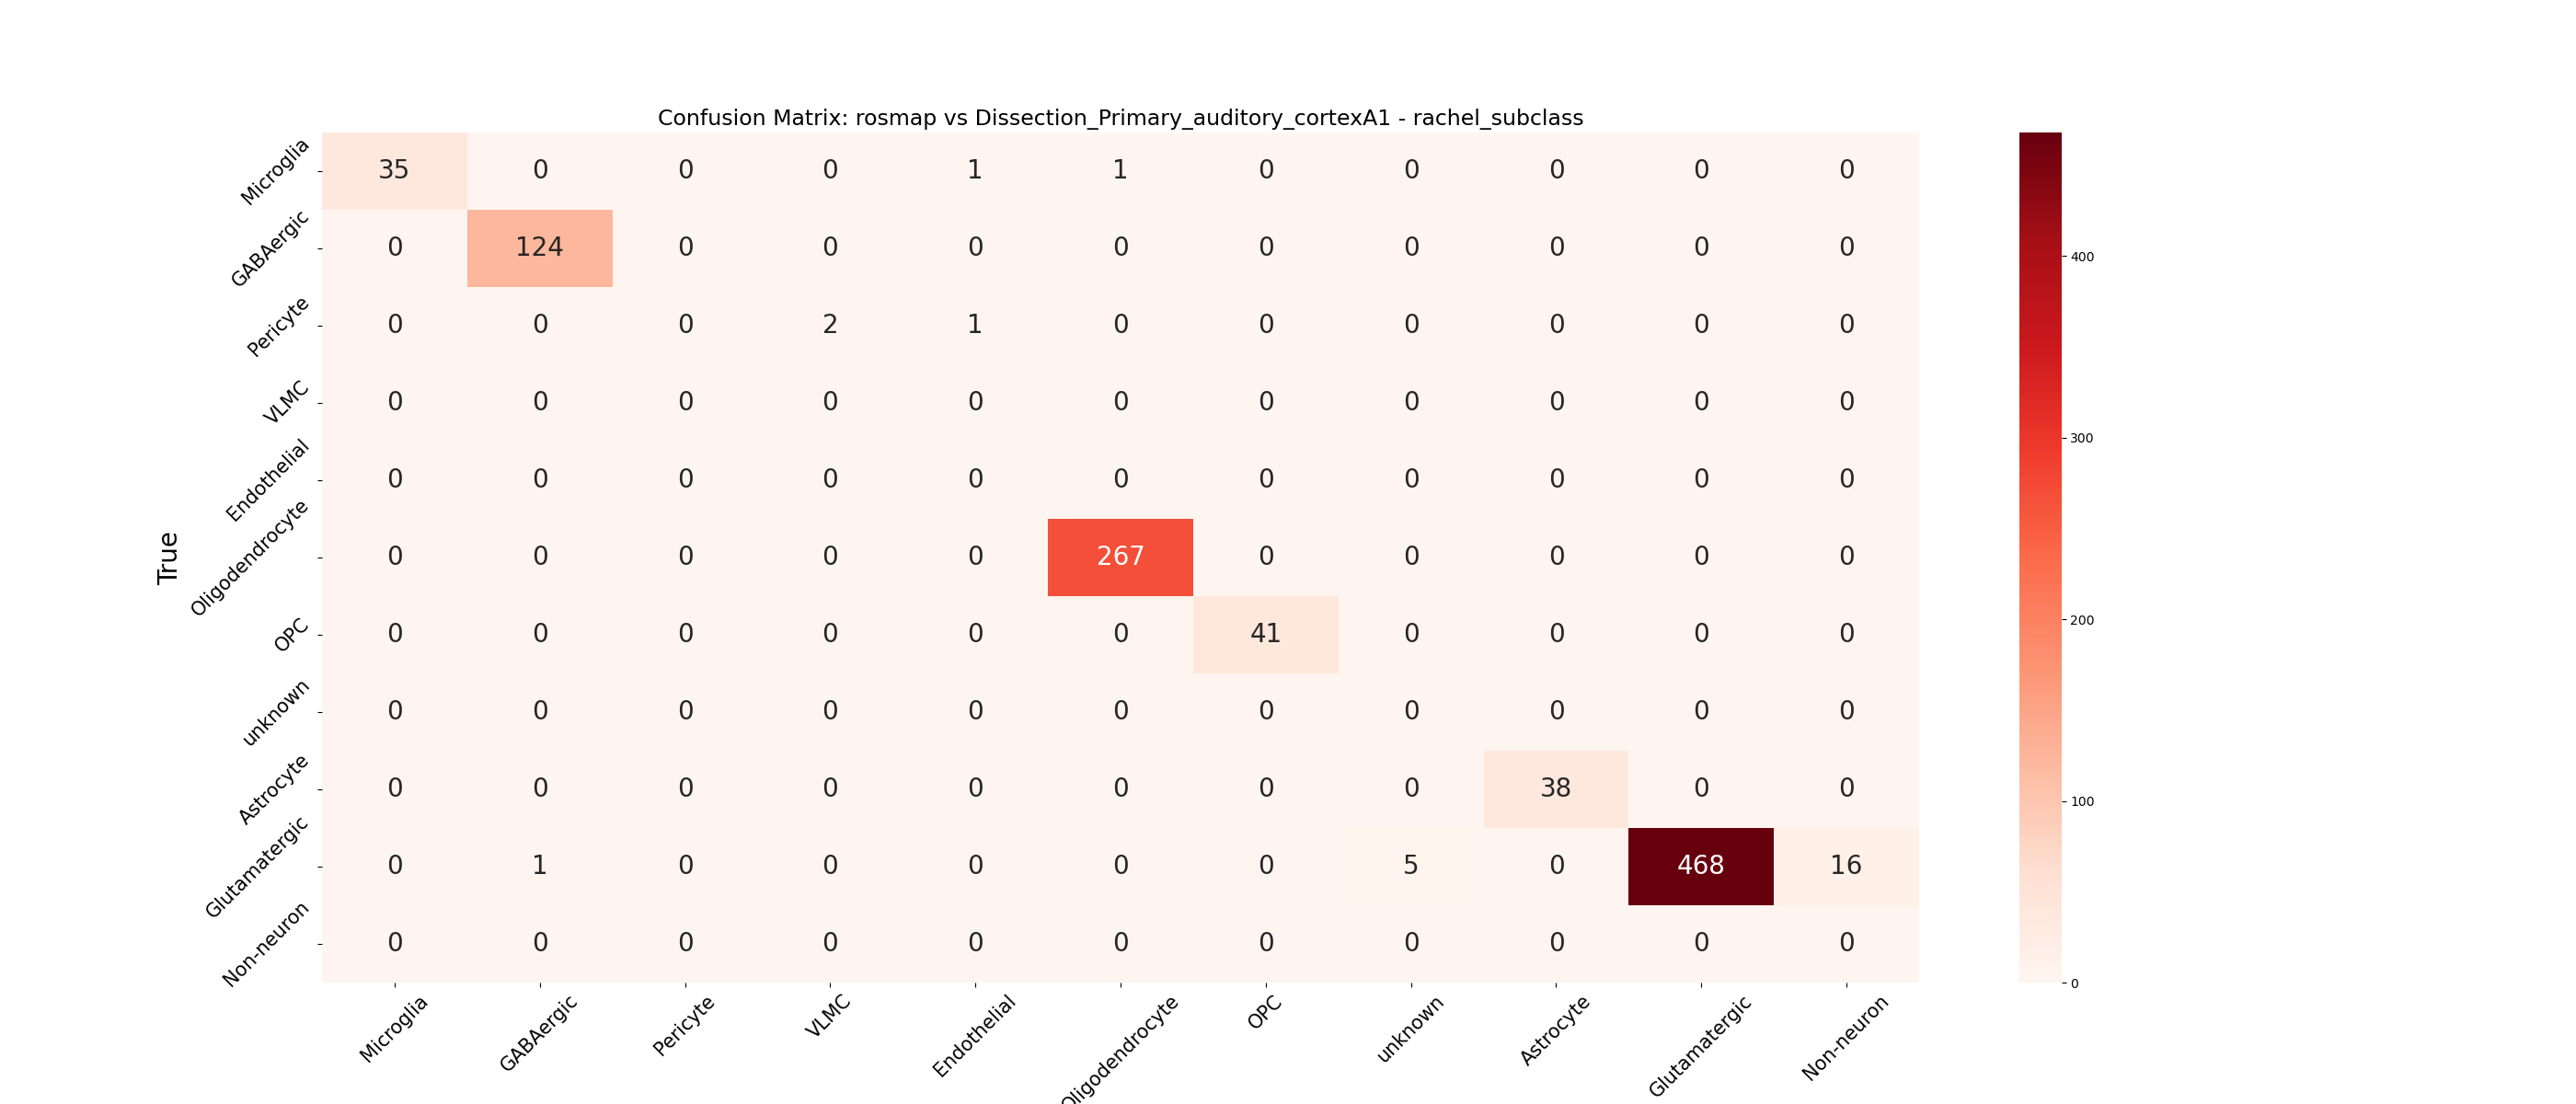 Confusion Matrix: rosmap vs Dissection_Primary_auditory_cortexA1 - rachel_subclass
True
Microglia 35 0 0 0 1 1 0 0 0 0 0
GABAergic 0 124 0 0 0 0 0 0 0 0 0
Pericyte 0 0 0 2 1 0 0 0 0 0 0
VLMC 0 0 0 0 0 0 0 0 0 0 0
Endothelial 0 0 0 0 0 0 0 0 0 0 0
Oligodendrocyte 0 0 0 0 0 267 0 0 0 0 0
OPC 0 0 0 0 0 0 41 0 0 0 0
unknown 0 0 0 0 0 0 0 0 0 0 0
Astrocyte 0 0 0 0 0 0 0 0 38 0 0
Glutamatergic 0 1 0 0 0 0 0 5 0 468 16
Non-neuron 0 0 0 0 0 0 0 0 0 0 0
Microglia GABAergic Pericyte VLMC Endothelial Oligodendrocyte OPC unknown Astrocyte Glutamatergic Non-neuron
400
300
200
100
0